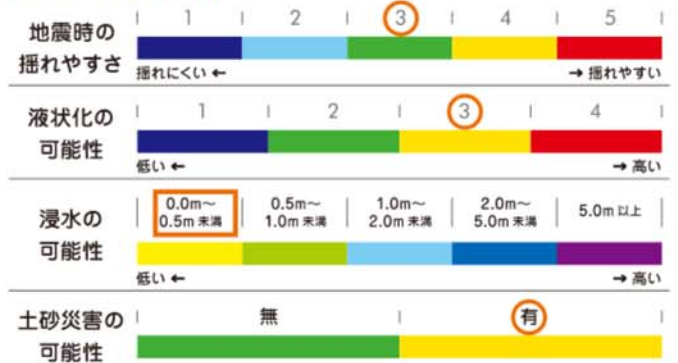 地震時の
揺れやすさ
1 2 3 4 5
揺れにくい ← → 揺れやすい
液状化の
可能性
1 2 3 4
低い ← → 高い
浸水の
可能性
0.0m～ 0.5m～ 1.0m～ 2.0m～ 5.0m 以上
0.5m 未満 1.0m 未満 2.0m 未満 5.0m 未満
低い ← → 高い
土砂災害の
可能性
無 有